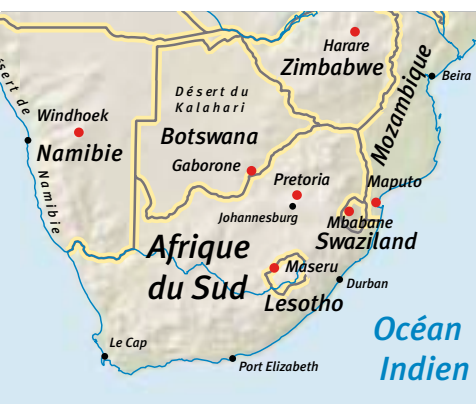 Harare
Zimbabwe
Mozambique
Beira
Désert du
Kalahari
Désert de
Namibie
Windhoek
Namibie
Botswana
Gaborone
Pretoria
Johannesburg
Maputo
Mbabane
Swaziland
Afrique
du Sud
Maseru
Lesotho
Durban
Océan
Indien
Le Cap
Port Elizabeth